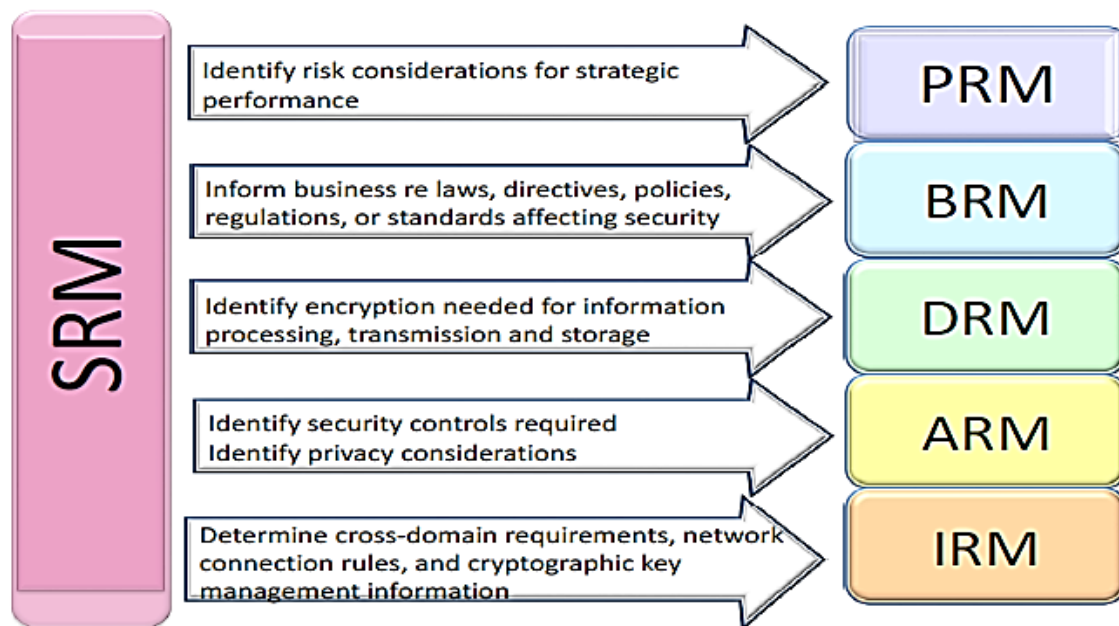 SRM
Identify risk considerations for strategic
performance
PRM
Inform business re laws, directives, policies,
regulations, or standards affecting security
BRM
Identify encryption needed for information
processing, transmission and storage
DRM
Identify security controls required
Identify privacy considerations
ARM
Determine cross-domain requirements, network
connection rules, and cryptographic key
management information
IRM